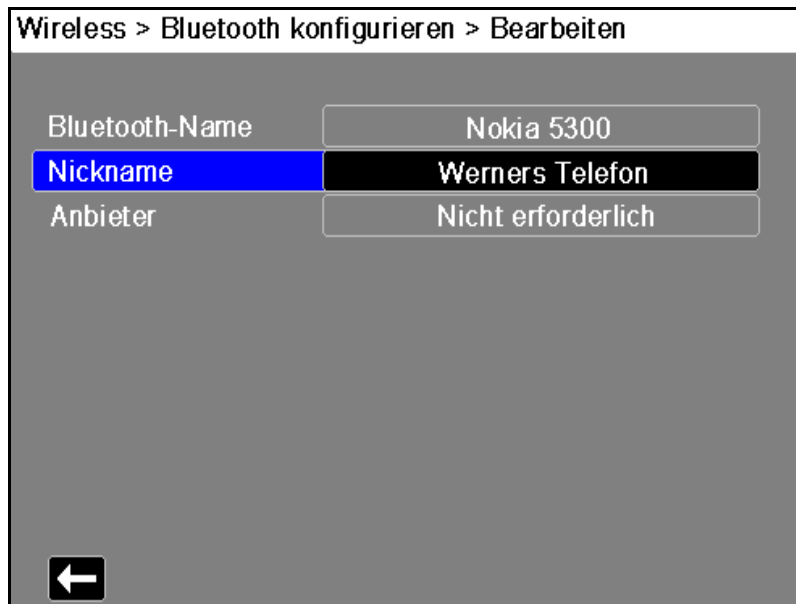 Wireless > Bluetooth konfigurieren > Bearbeiten
Bluetooth-Name Nokia 5300
Nickname Werners Telefon
Anbieter Nicht erforderlich